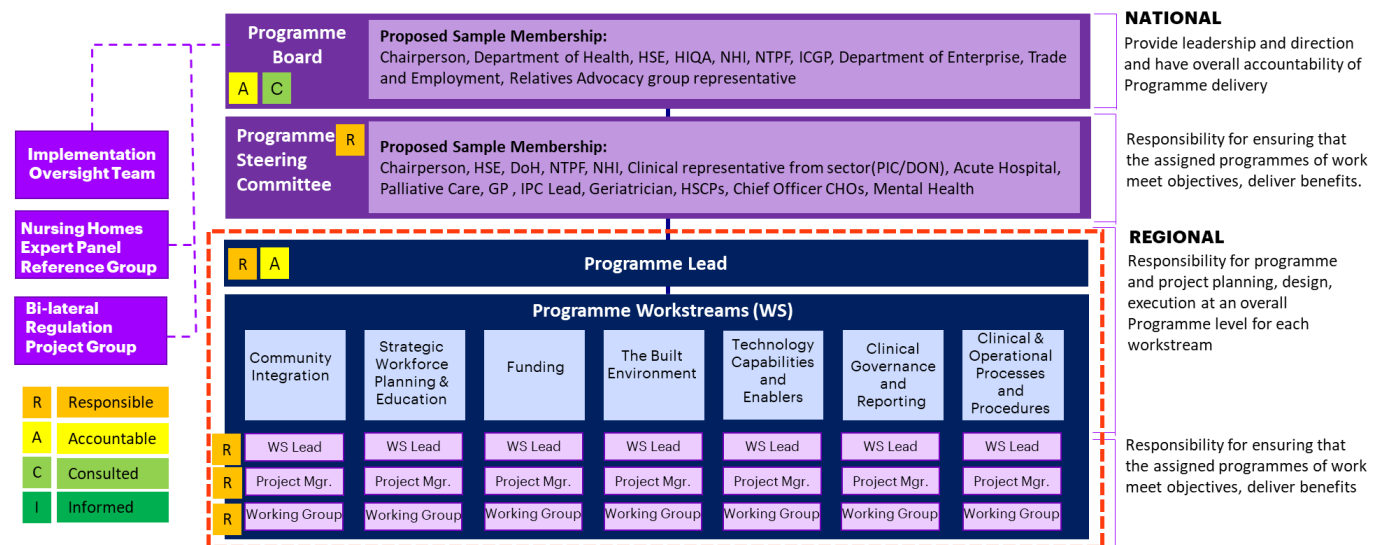 Programme
Board
A
C
Proposed Sample Membership:
Chairperson, Department of Health, HSE, HIQA, NHI, NTPF, ICGP, Department of Enterprise, Trade
and Employment, Relatives Advocacy group representative
NATIONAL
Provide leadership and direction
and have overall accountability of
Programme delivery
Programme
Steering
Committee
R
Proposed Sample Membership:
Chairperson, HSE, DoH, NTPF, NHI, Clinical representative from sector(PIC/DON), Acute Hospital,
Palliative Care, GP , IPC Lead, Geriatrician, HSCPs, Chief Officer CHOs, Mental Health
Responsibility for ensuring that
the assigned programmes of work
meet objectives, deliver benefits.
Implementation
Oversight Team
Nursing Homes
Expert Panel
Reference Group
Bi-lateral
Regulation
Project Group
R
A
Programme Lead
REGIONAL
Responsibility for programme
and project planning, design,
execution at an overall
Programme level for each
workstream
Programme Workstreams (WS)
Community
Integration
Strategic
Workforce
Planning &
Education
Funding
The Built
Environment
Technology
Capabilities
and
Enablers
Clinical
Governance
and
Reporting
Clinical &
Operational
Processes
and
Procedures
R
WS Lead
WS Lead
WS Lead
WS Lead
WS Lead
WS Lead
WS Lead
R
Project Mgr.
Project Mgr.
Project Mgr.
Project Mgr.
Project Mgr.
Project Mgr.
Project Mgr.
R
Working Group
Working Group
Working Group
Working Group
Working Group
Working Group
Working Group
Responsibility for ensuring that
the assigned programmes of work
meet objectives, deliver benefits
R
Responsible
A
Accountable
C
Consulted
I
Informed